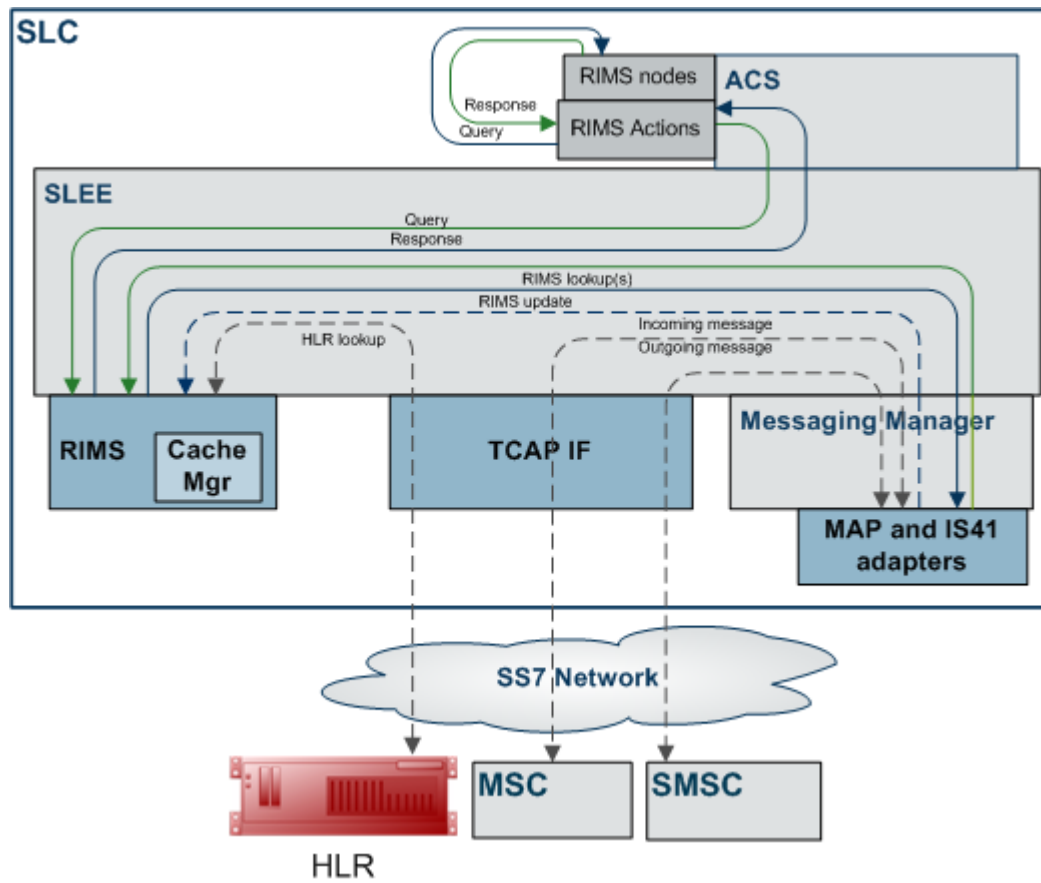 SLC
RIMS nodes
ACS
Response
RIMS Actions
Query
SLEE
Query
Response
RIMS lookup(s)
RIMS update
Incoming message
HLR lookup
Outgoing message
RIMS
Cache
Mgr
TCAP IF
Messaging Manager
MAP and IS41
adapters
SS7 Network
MSC
SMSC
HLR